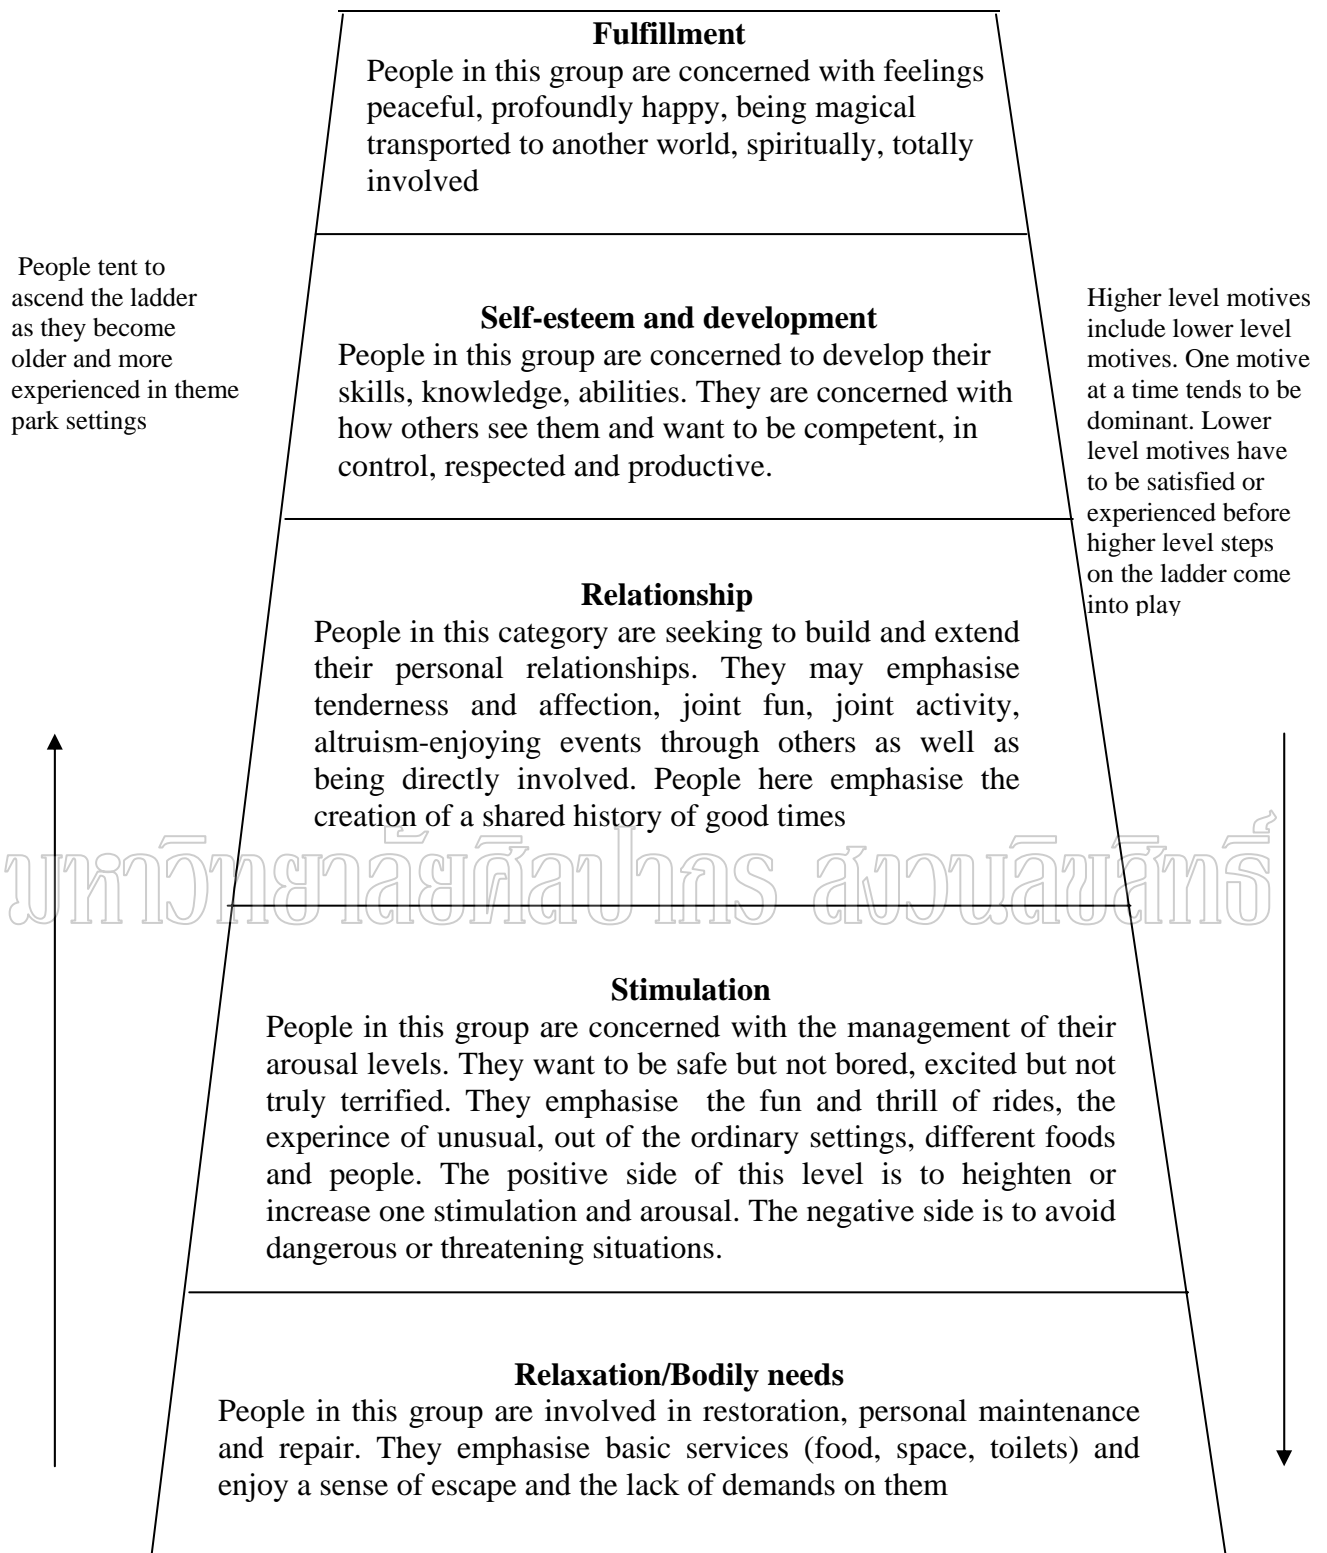 Fulfillment
People in this group are concerned with feelings
peaceful, profoundly happy, being magical
transported to another world, spiritually, totally
involved
People tent to
ascend the ladder
as they become
older and more
experienced in theme
park settings
Self-esteem and development
People in this group are concerned to develop their
skills, knowledge, abilities. They are concerned with
how others see them and want to be competent, in
control, respected and productive.
Higher level motives
include lower level
motives. One motive
at a time tends to be
dominant. Lower
level motives have
to be satisfied or
experienced before
higher level steps
on the ladder come
into play
Relationship
People in this category are seeking to build and extend
their personal relationships. They may emphasise
tenderness and affection, joint fun, joint activity,
altruism-enjoying events through others as well as
being directly involved. People here emphasise the
creation of a shared history of good times
มหาวิทยาลัยศิลปากร สงวนลิขสิทธิ์
Stimulation
People in this group are concerned with the management of their
arousal levels. They want to be safe but not bored, excited but not
truly terrified. They emphasise the fun and thrill of rides, the
experince of unusual, out of the ordinary settings, different foods
and people. The positive side of this level is to heighten or
increase one stimulation and arousal. The negative side is to avoid
dangerous or threatening situations.
Relaxation/Bodily needs
People in this group are involved in restoration, personal maintenance
and repair. They emphasise basic services (food, space, toilets) and
enjoy a sense of escape and the lack of demands on them